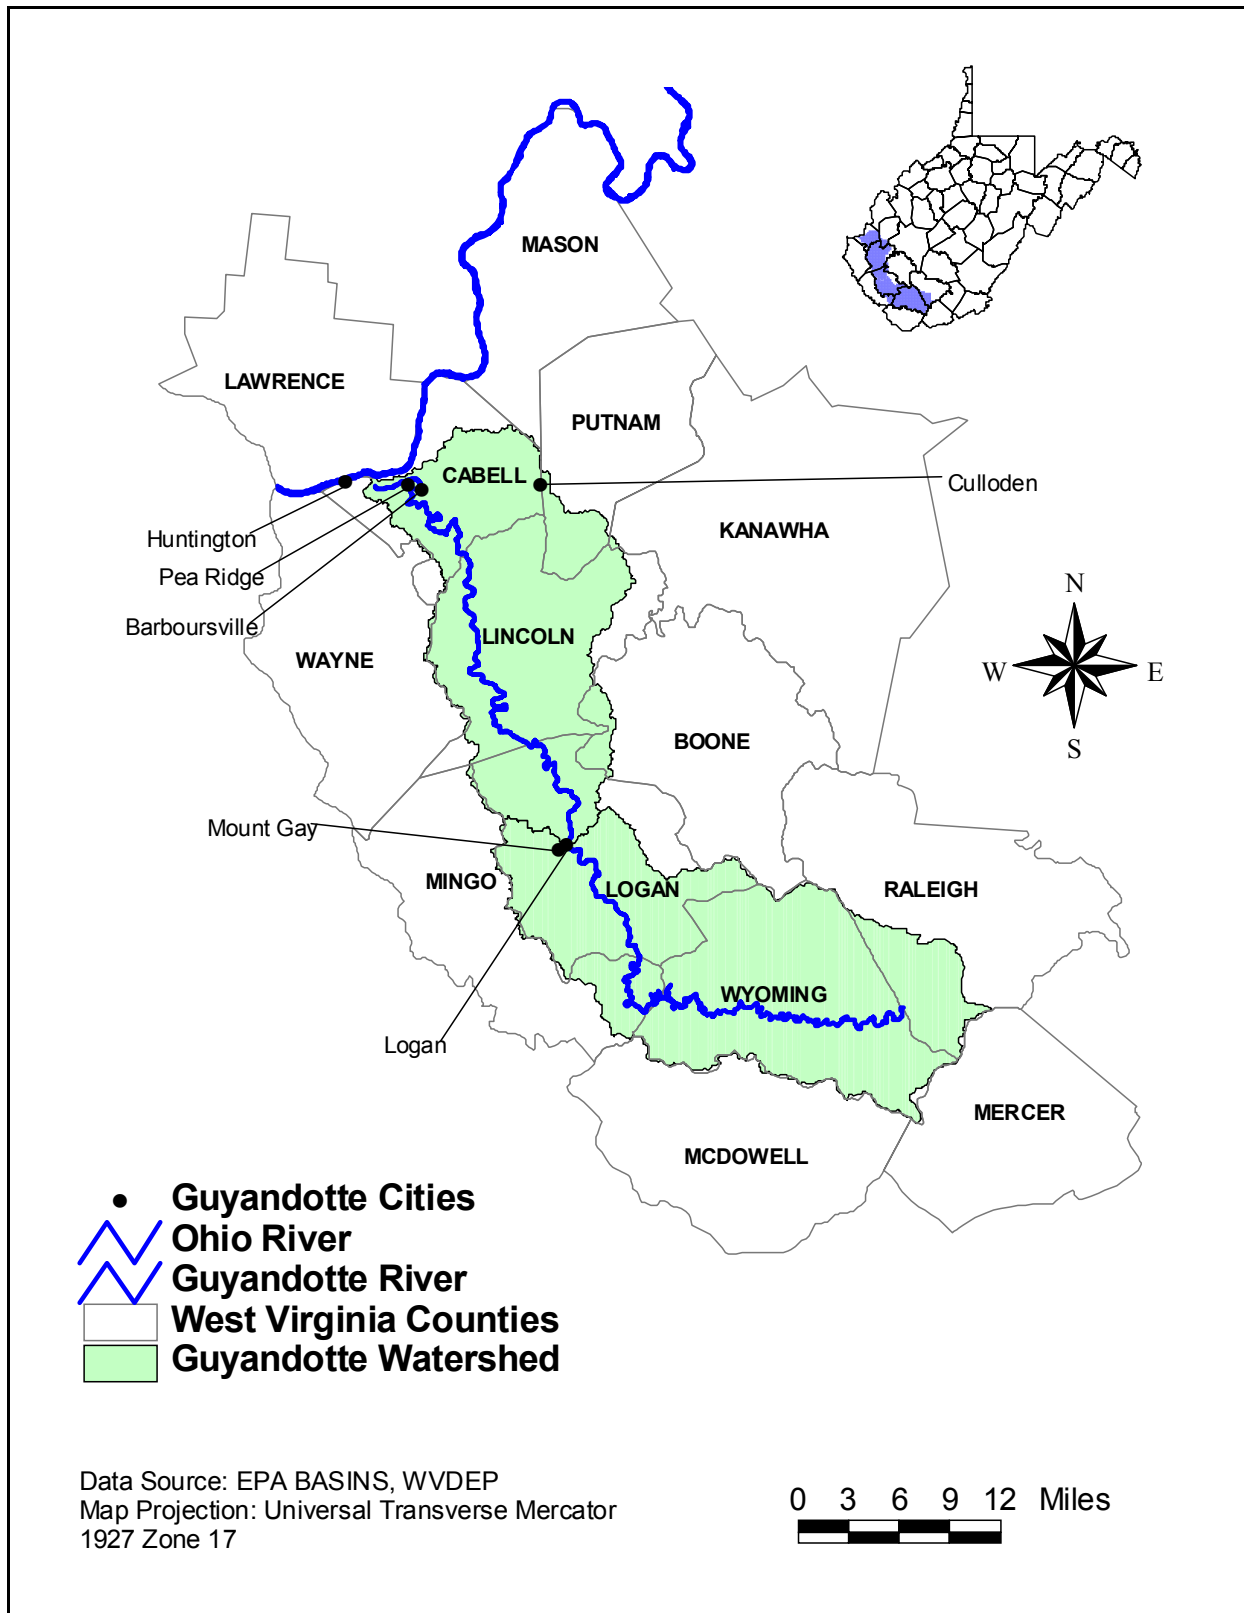 MASON
LAWRENCE
PUTNAM
CABELL
Culloden
KANAWHA
Huntington
Pea Ridge
N
Barboursville
LINCOLN
WAYNE
W
E
BOONE
S
Mount Gay
MINGO
LOGAN
RALEIGH
WYOMING
Logan
MERCER
MCDOWELL
Guyandotte Cities
Ohio River
Guyandotte River
West Virginia Counties
Guyandotte Watershed
Data Source: EPA BASINS, WVDEP
Map Projection: Universal Transverse Mercator
1927 Zone 17
0 3 6 9 12 Miles